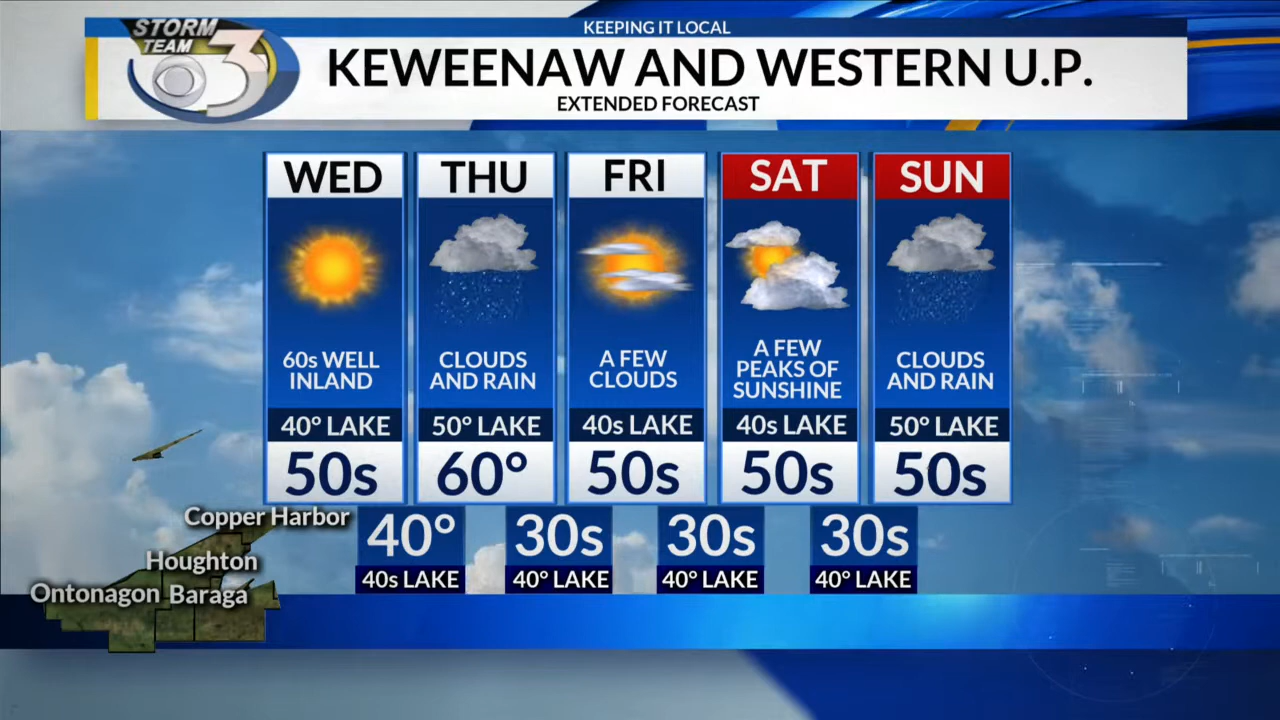 KEEPING IT LOCAL
STORM
TEAM
3
KEWEENAW AND WESTERN U.P.
EXTENDED FORECAST
WED
THU
FRI
SAT
SUN
60s WELL
INLAND
CLOUDS
AND RAIN
A FEW
CLOUDS
A FEW
PEAKS OF
SUNSHINE
CLOUDS
AND RAIN
40° LAKE
50° LAKE
40s LAKE
40s LAKE
50° LAKE
50s
60°
50s
50s
50s
40°
30s
30s
30s
40s LAKE
40° LAKE
40° LAKE
40° LAKE
Copper Harbor
Houghton
Ontonagon
Baraga